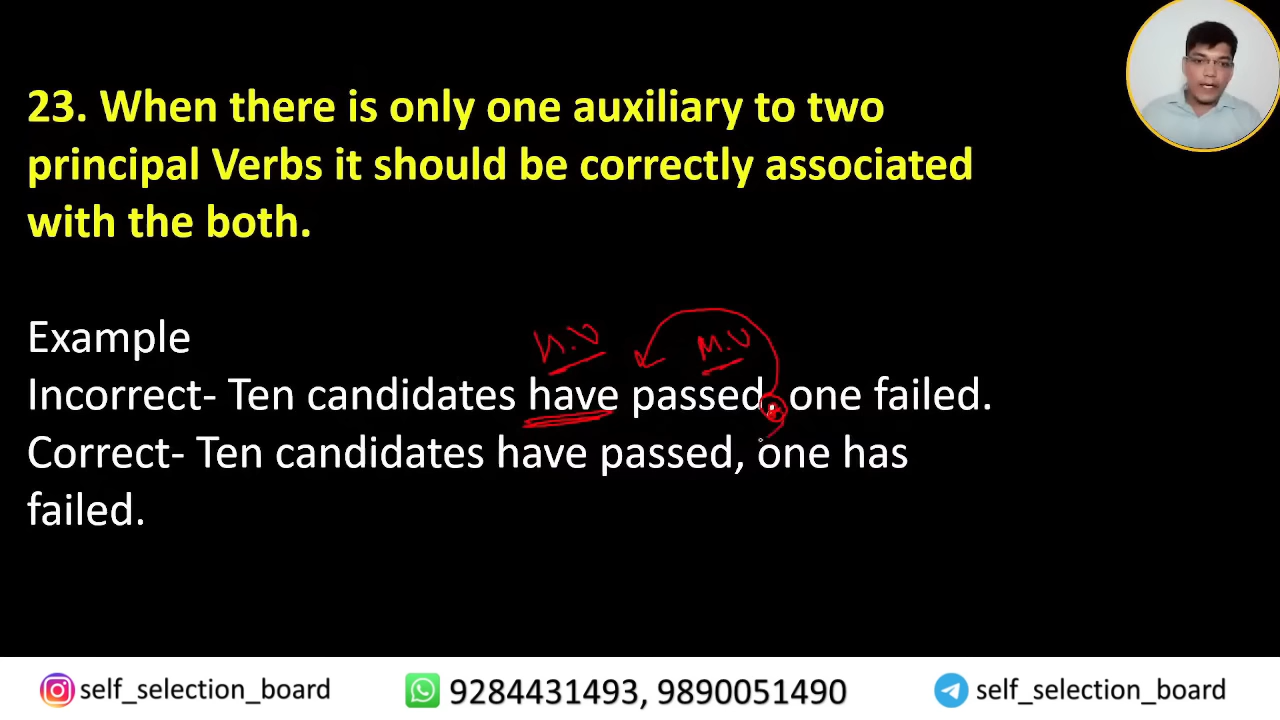 23. When there is only one auxiliary to two
principal Verbs it should be correctly associated
with the both.
Example
H.V M.V
Incorrect- Ten candidates have passed, one failed.
Correct- Ten candidates have passed, one has
failed.
self_selection_board 9284431493, 9890051490 self_selection_board